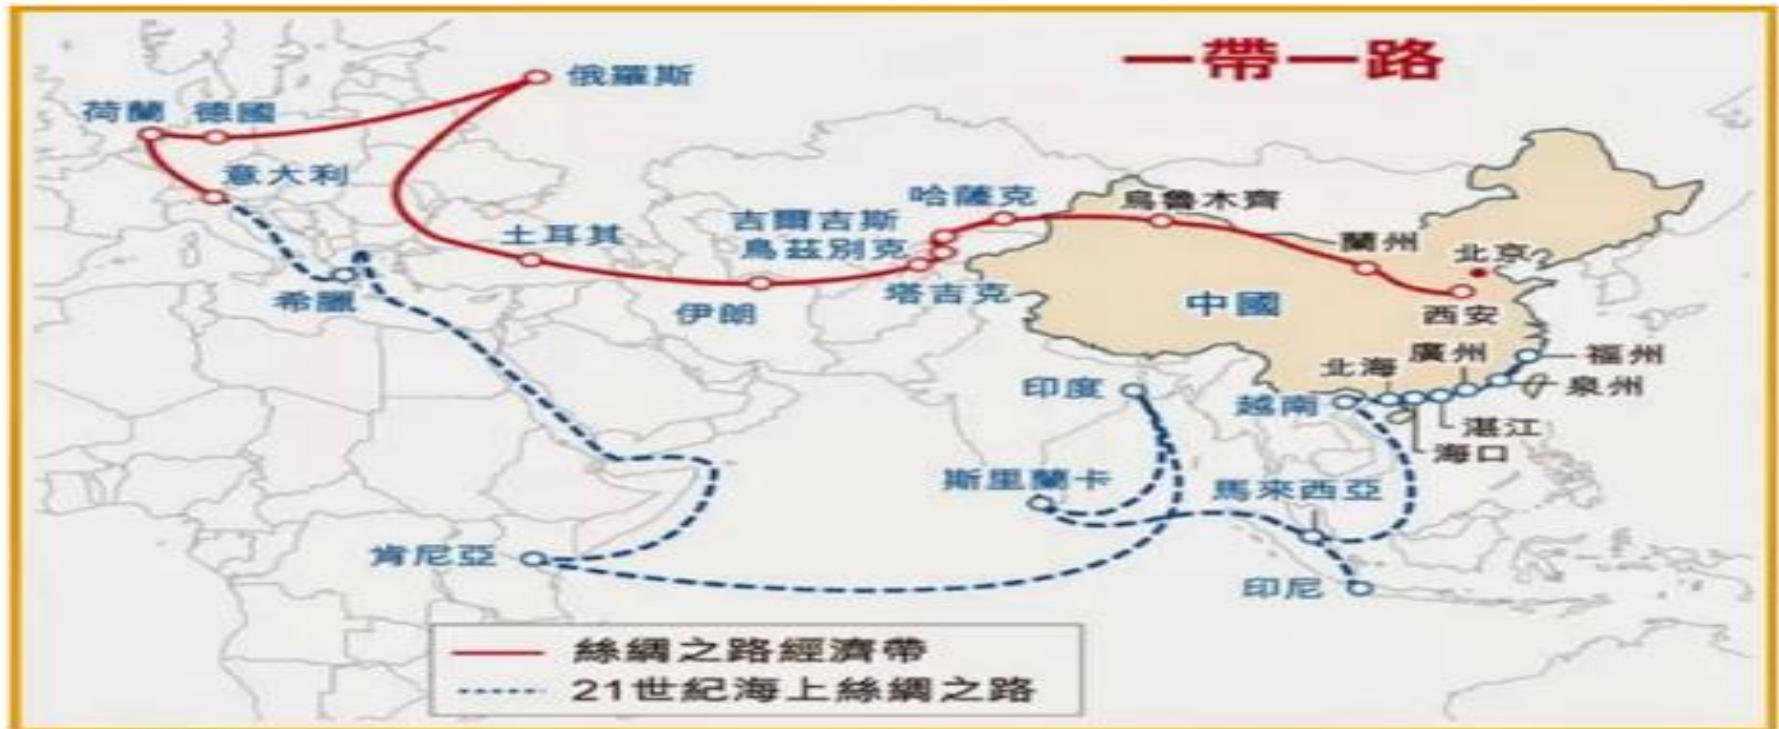 一帶一路
俄羅斯
荷蘭 德國
意大利
哈薩克
烏魯木齊
吉爾吉斯
土耳其
烏茲別克
蘭州
北京
希臘
伊朗
塔吉克
中國
西安
北海
廣州
福州
印度
越南
泉州
湛江
海口
斯里蘭卡
馬來西亞
肯尼亞
印尼
絲綢之路經濟帶
21世紀海上絲綢之路